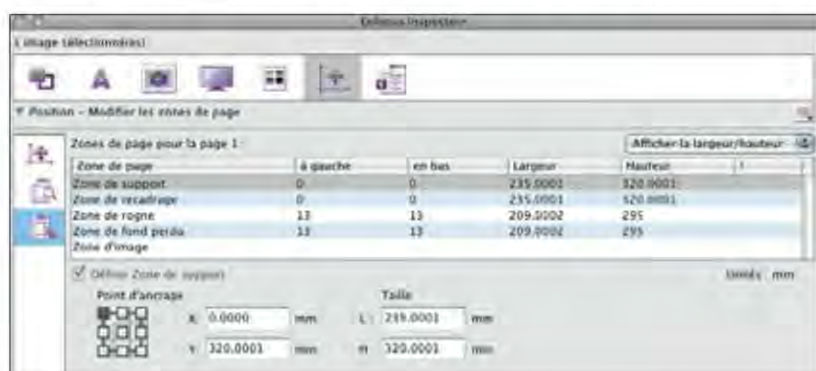 Enfocus Inspector
1 image sélectionnée(s)
Position – Modifier les zones de page
Zones de page pour la page 1:
Afficher la largeur/hauteur
Zone de page à gauche en bas Largeur Hauteur
Zone de support 0 0 235.0001 320.0001
Zone de recadrage 0 0 235.0001 320.0001
Zone de rogne 13 13 209.0002 295
Zone de fond perdu 13 13 209.0002 295
Zone d'image
Définir Zone de support
Unités mm
Point d'ancrage Taille
X: 0.0000 mm L: 235.0001 mm
Y: 320.0001 mm H: 320.0001 mm